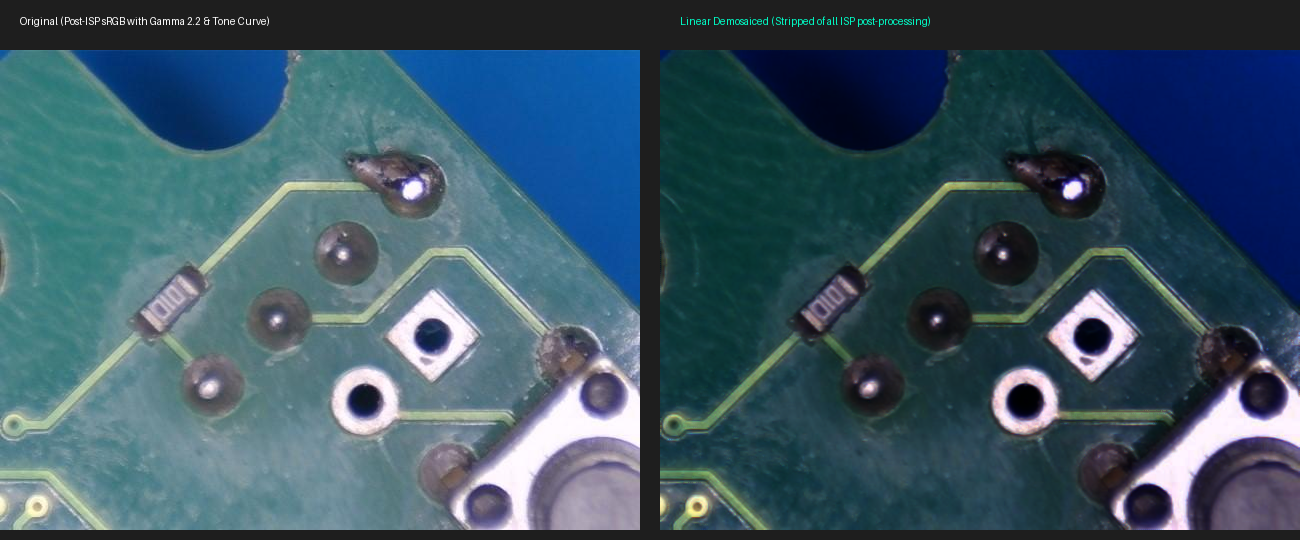 Original (Post-ISP sRGB with Gamma 2.2 & Tone Curve)
Linear Demosaiced (Stripped of all ISP post-processing)